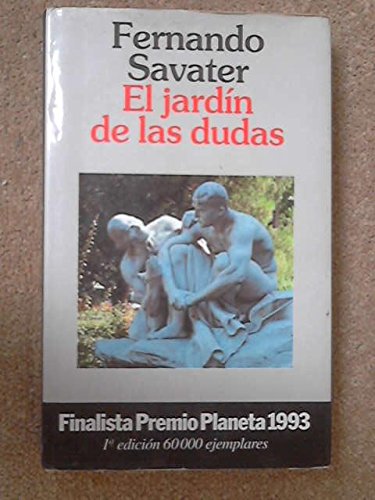 Fernando
Savater
El jardín
de las dudas
Finalista Premio Planeta 1993
1ª edición 60 000 ejemplares